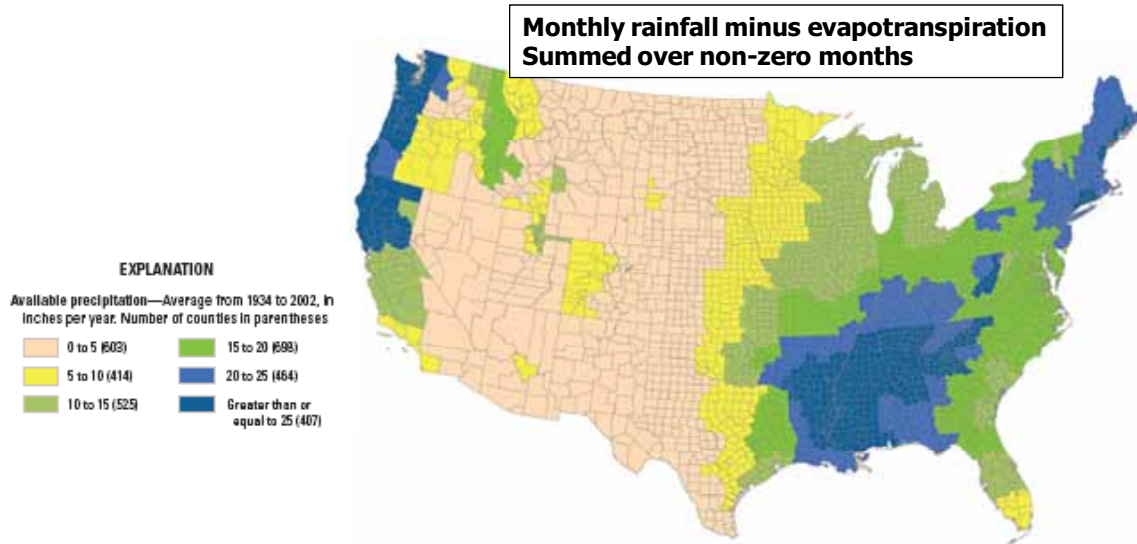 Monthly rainfall minus evapotranspiration
Summed over non-zero months
EXPLANATION
Available precipitation—Average from 1934 to 2002, in
inches per year. Number of counties in parentheses
0 to 5 (603)
5 to 10 (414)
10 to 15 (525)
15 to 20 (698)
20 to 25 (464)
Greater than or
equal to 25 (407)